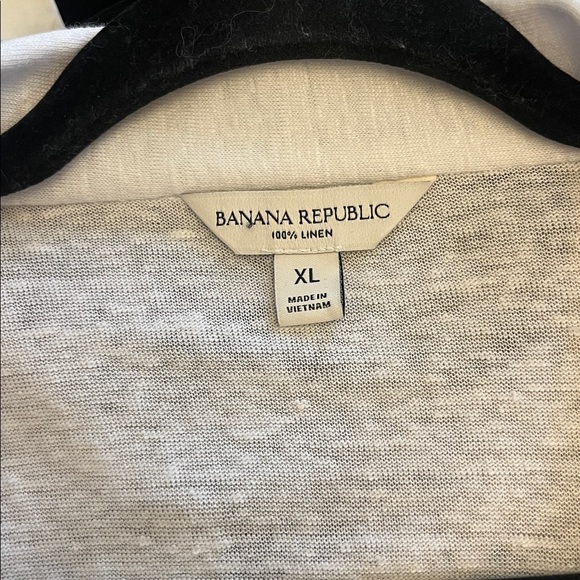 BANANA REPUBLIC
100% LINEN
XL
MADE IN
VIETNAM